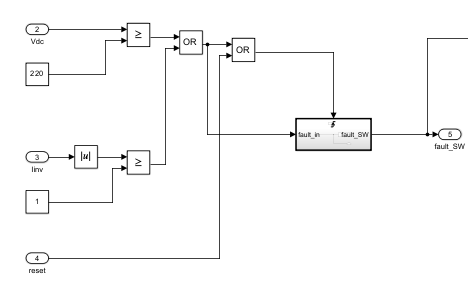 2
Vdc
≥
220
OR
OR
fault_in
fault_SW
5
fault_SW
3
Iinv
|u|
≥
1
4
reset